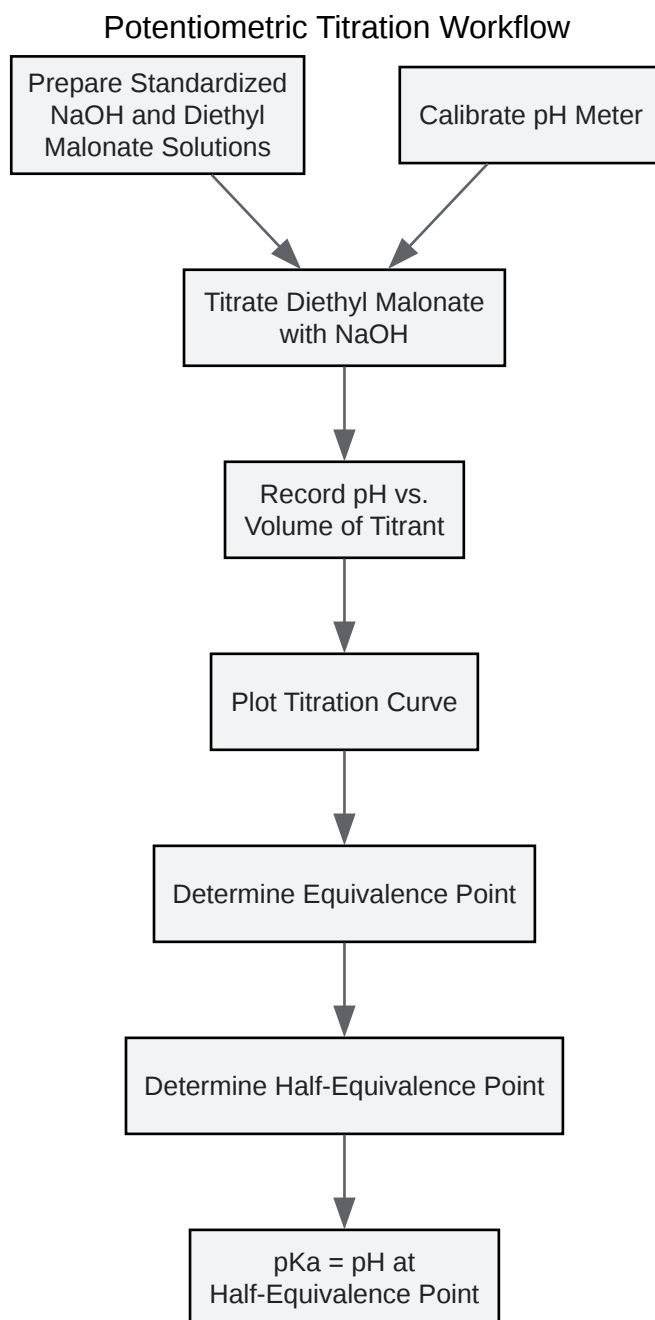 Potentiometric Titration Workflow
Prepare Standardized
NaOH and Diethyl
Malonate Solutions
Calibrate pH Meter
Titrate Diethyl Malonate
with NaOH
Record pH vs.
Volume of Titrant
Plot Titration Curve
Determine Equivalence Point
Determine Half-Equivalence Point
pKa = pH at
Half-Equivalence Point